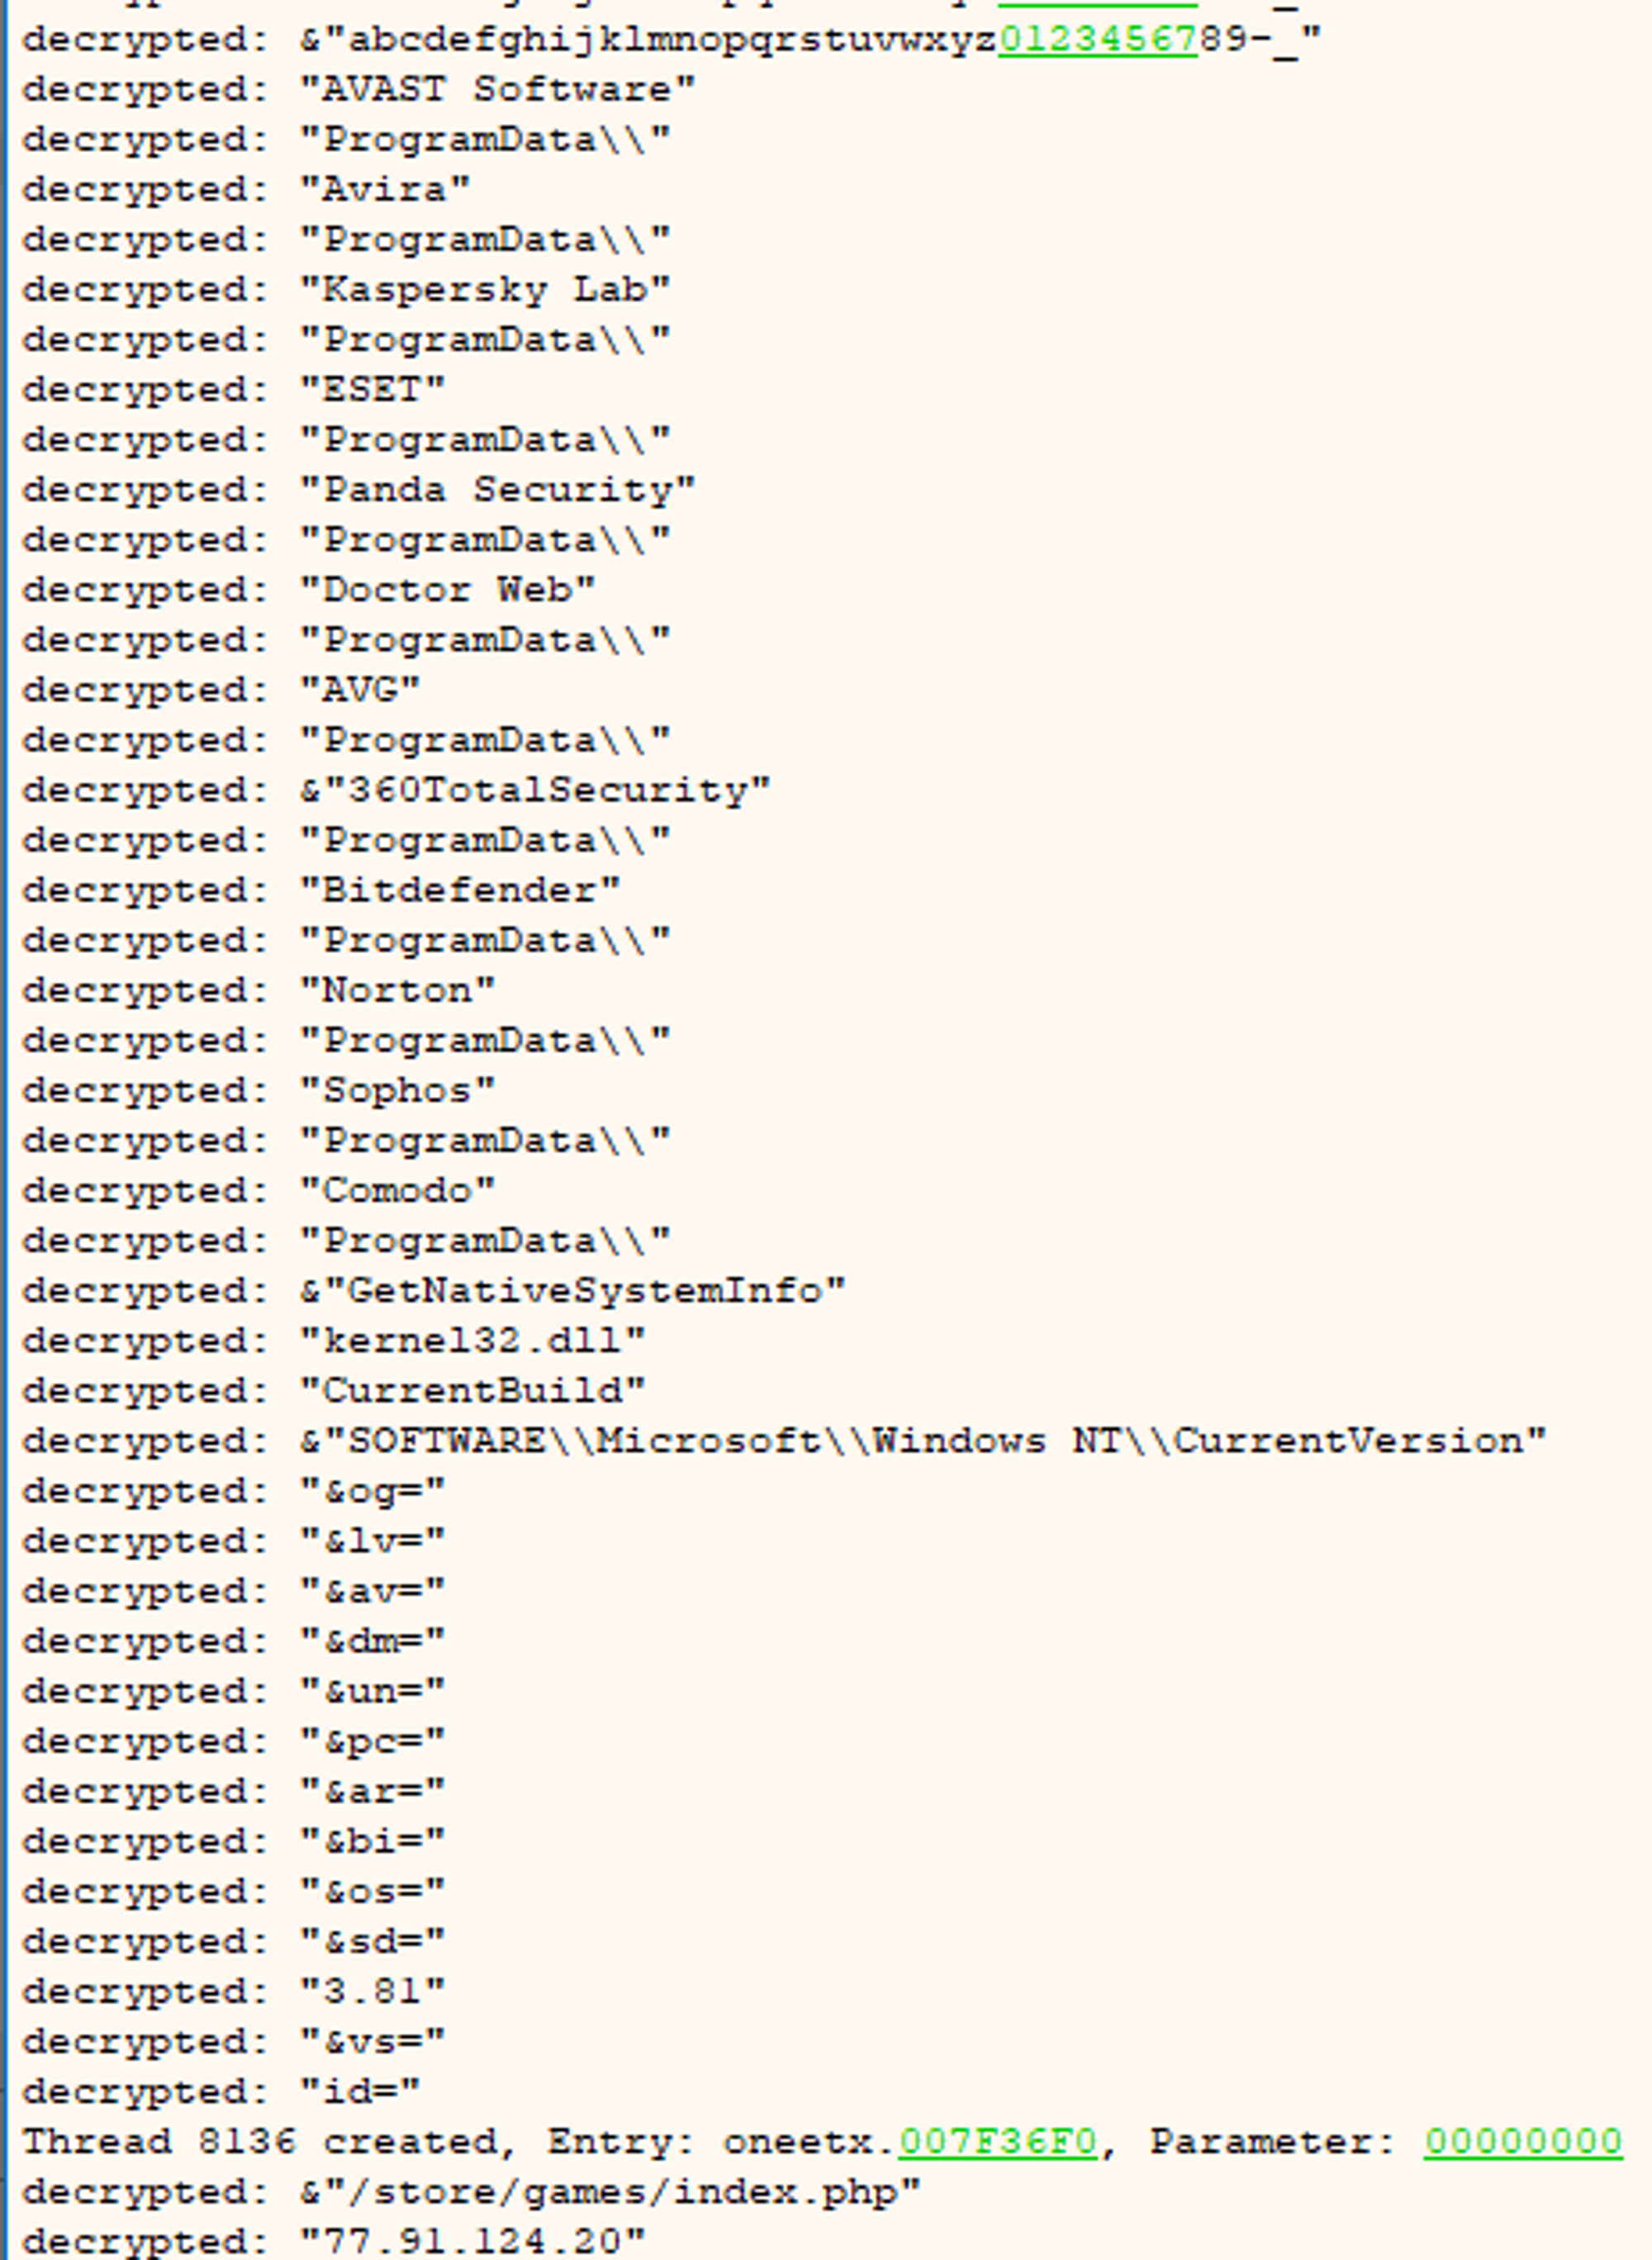 decrypted: &"abcdefghijklmnopqrstuvwxyz0123456789-_"
decrypted: "AVAST Software"
decrypted: "ProgramData\\"
decrypted: "Avira"
decrypted: "ProgramData\\"
decrypted: "Kaspersky Lab"
decrypted: "ProgramData\\"
decrypted: "ESET"
decrypted: "ProgramData\\"
decrypted: "Panda Security"
decrypted: "ProgramData\\"
decrypted: "Doctor Web"
decrypted: "ProgramData\\"
decrypted: "AVG"
decrypted: "ProgramData\\"
decrypted: &"360TotalSecurity"
decrypted: "ProgramData\\"
decrypted: "Bitdefender"
decrypted: "ProgramData\\"
decrypted: "Norton"
decrypted: "ProgramData\\"
decrypted: "Sophos"
decrypted: "ProgramData\\"
decrypted: "Comodo"
decrypted: "ProgramData\\"
decrypted: &"GetNativeSystemInfo"
decrypted: "kernel32.dll"
decrypted: "CurrentBuild"
decrypted: &"SOFTWARE\\Microsoft\\Windows NT\\CurrentVersion"
decrypted: "&og="
decrypted: "&lv="
decrypted: "&av="
decrypted: "&dm="
decrypted: "&un="
decrypted: "&pc="
decrypted: "&ar="
decrypted: "&bi="
decrypted: "&os="
decrypted: "&sd="
decrypted: "3.81"
decrypted: "&vs="
decrypted: "id="
Thread 8136 created, Entry: oneetx.007F36F0, Parameter: 00000000
decrypted: &"/store/games/index.php"
decrypted: "77.91.124.20"